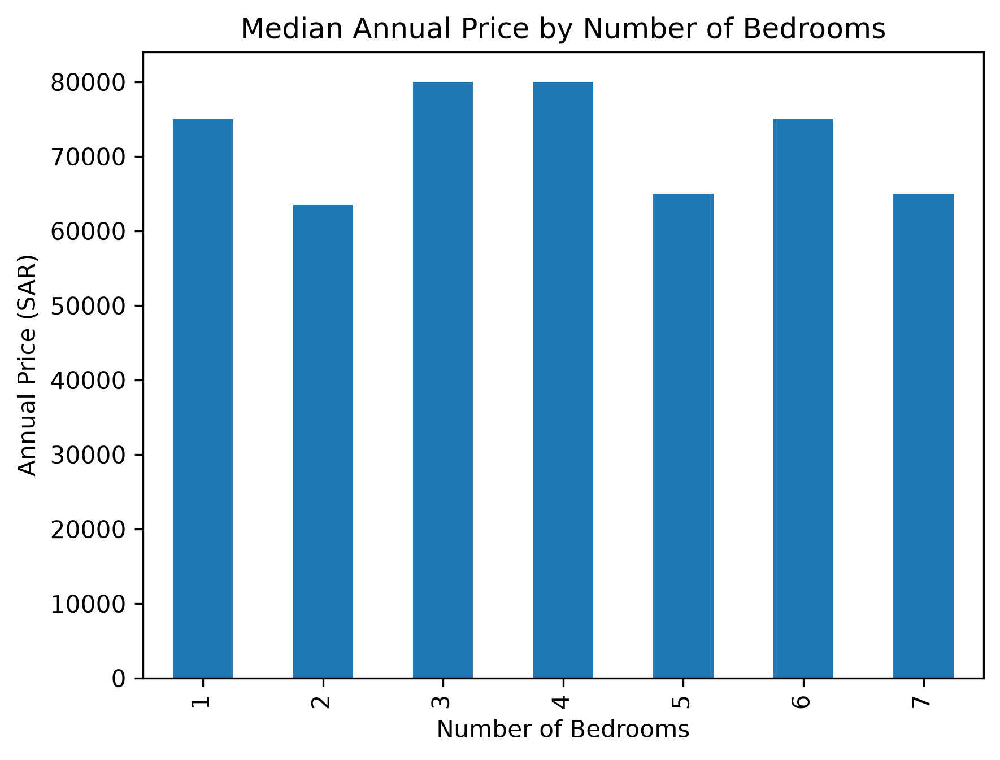 Median Annual Price by Number of Bedrooms
80000
70000
60000
50000
40000
30000
20000
10000
0
Annual Price (SAR)
1 2 3 4 5 6 7
Number of Bedrooms